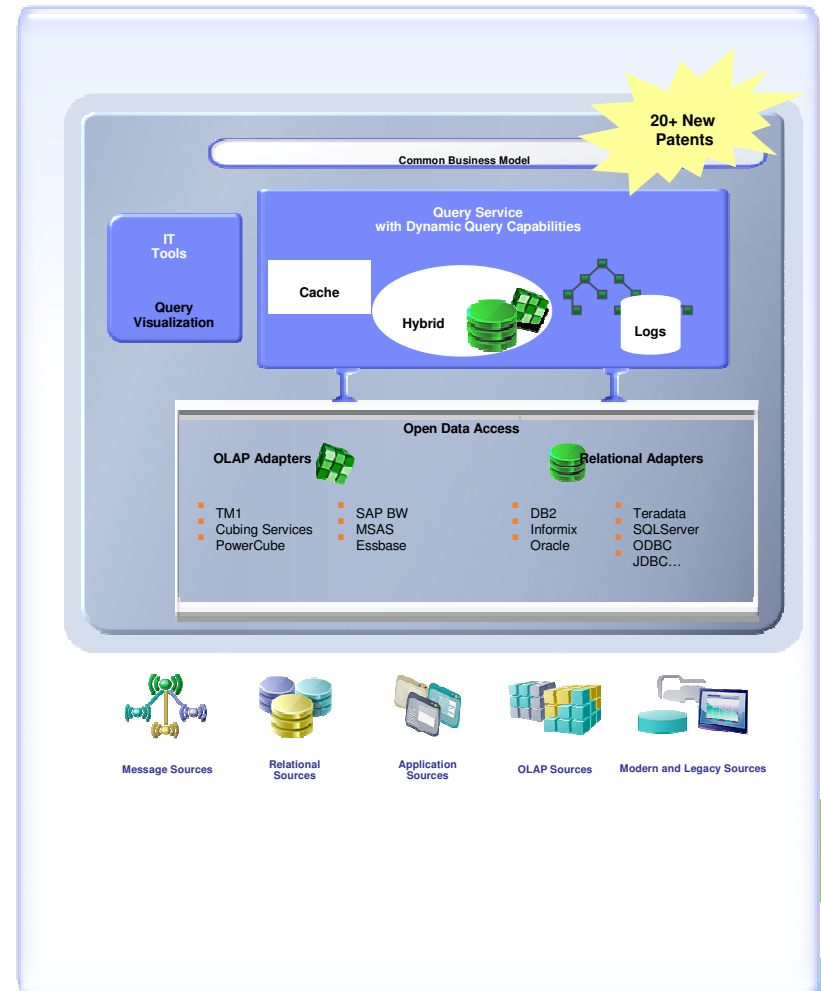 20+ New
Patents
Common Business Model
Query Service
with Dynamic Query Capabilities
IT
Tools
Query
Visualization
Cache
Hybrid
Logs
Open Data Access
OLAP Adapters
Relational Adapters
TM1
Cubing Services
PowerCube
SAP BW
MSAS
Essbase
DB2
Informix
Oracle
Teradata
SQLServer
ODBC
JDBC…
Message Sources
Relational
Sources
Application
Sources
OLAP Sources
Modern and Legacy Sources